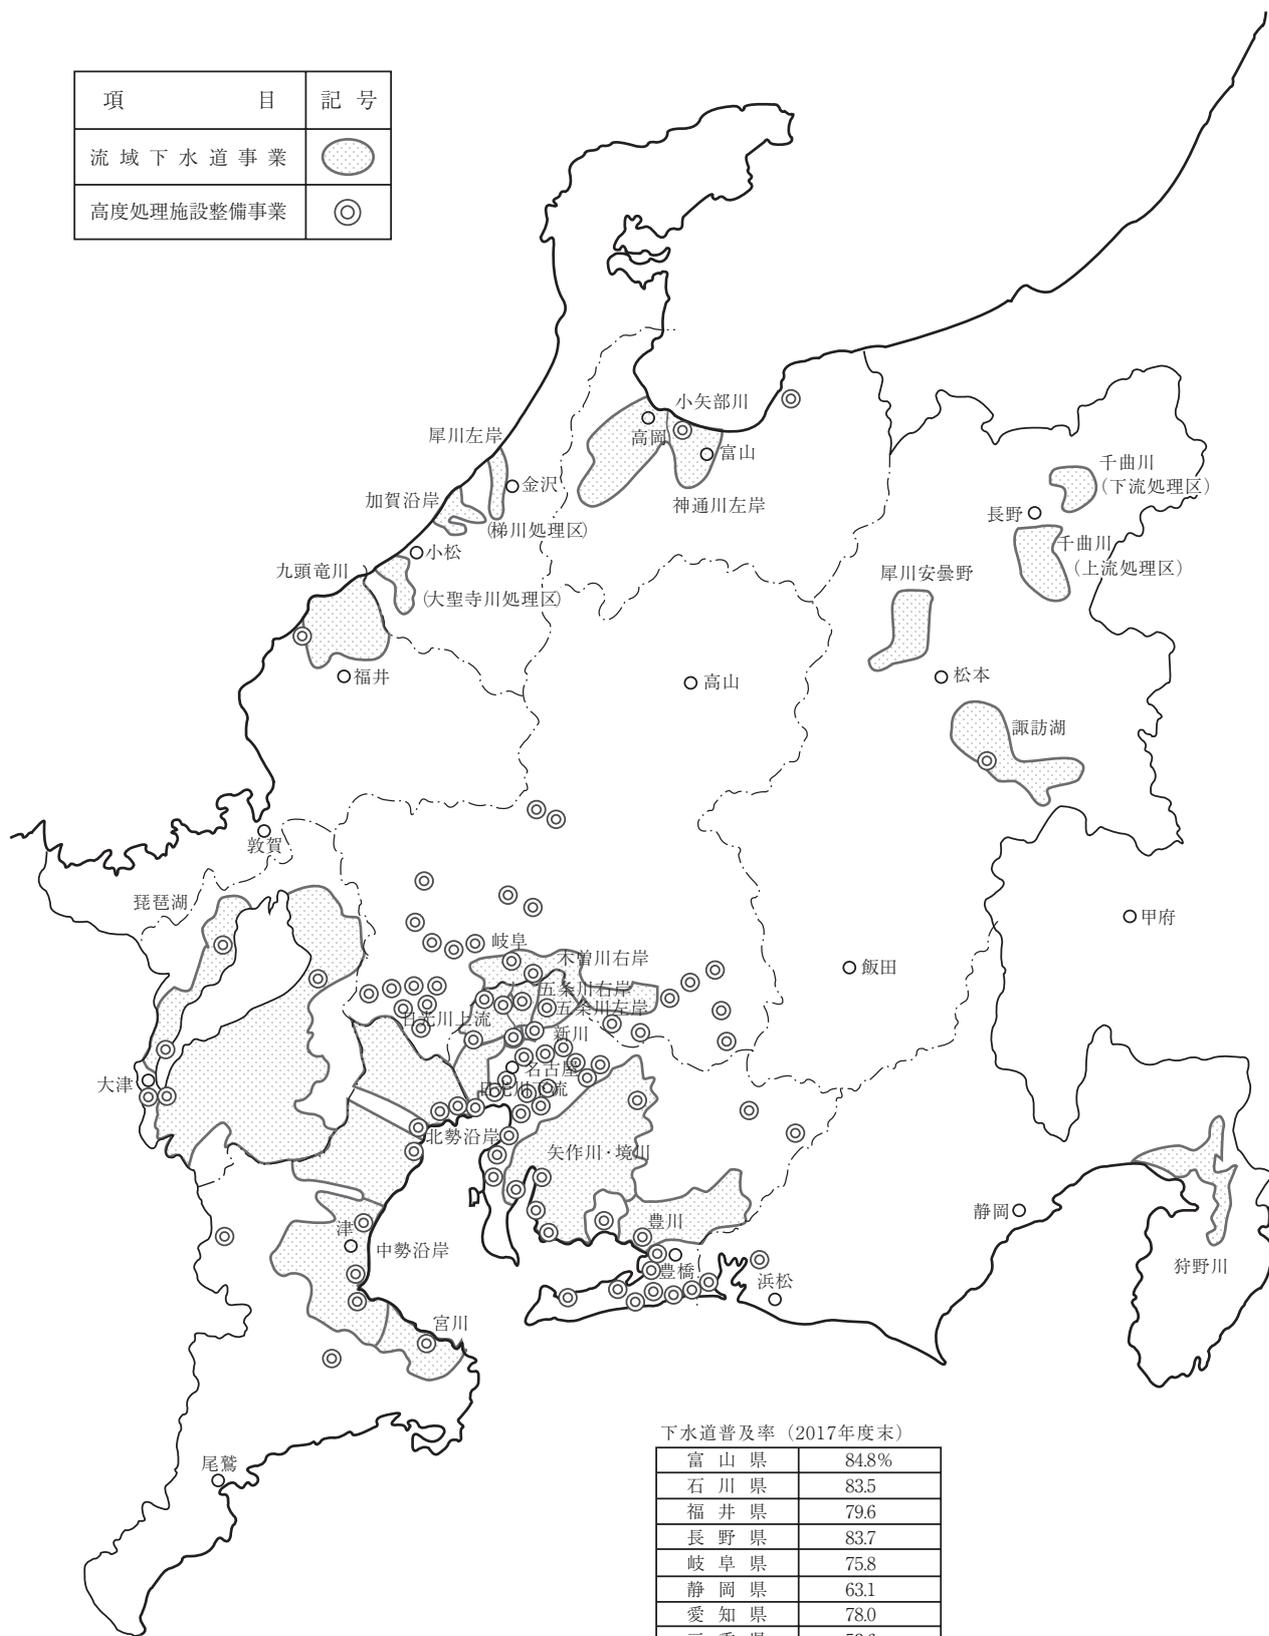 項 目 記 号
流 域 下 水 道 事 業
高度処理施設整備事業
小矢部川
高岡
富山
神通川左岸
犀川左岸
金沢
加賀沿岸
(梯川処理区)
小松
九頭竜川
(大聖寺川処理区)
福井
千曲川
(下流処理区)
長野
千曲川
(上流処理区)
犀川安曇野
松本
高山
諏訪湖
敦賀
琵琶湖
甲府
岐阜
木曽川右岸
飯田
五条川右岸
五条川左岸
日光川上流
新川
名古屋
日光川下流
大津
北勢沿岸
矢作川・境川
静岡
豊川
津
中勢沿岸
豊橋
浜松
狩野川
宮川
尾鷲
下水道普及率（2017年度末）
富 山 県 84.8%
石 川 県 83.5
福 井 県 79.6
長 野 県 83.7
岐 阜 県 75.8
静 岡 県 63.1
愛 知 県 78.0